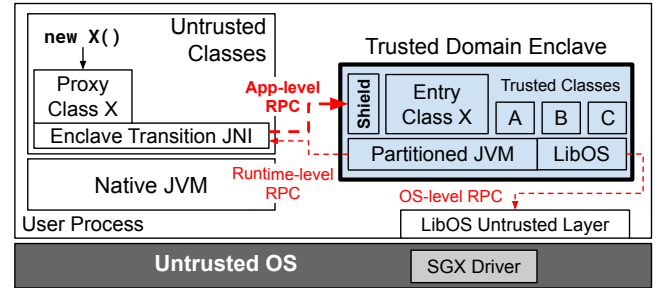 new X()
Untrusted
Classes
Proxy
Class X
Enclave Transition JNI
Native JVM
User Process
App-level
RPC
Runtime-level
RPC
Trusted Domain Enclave
Shield
Entry
Class X
Trusted Classes
A
B
C
Partitioned JVM
LibOS
OS-level RPC
LibOS Untrusted Layer
Untrusted OS
SGX Driver